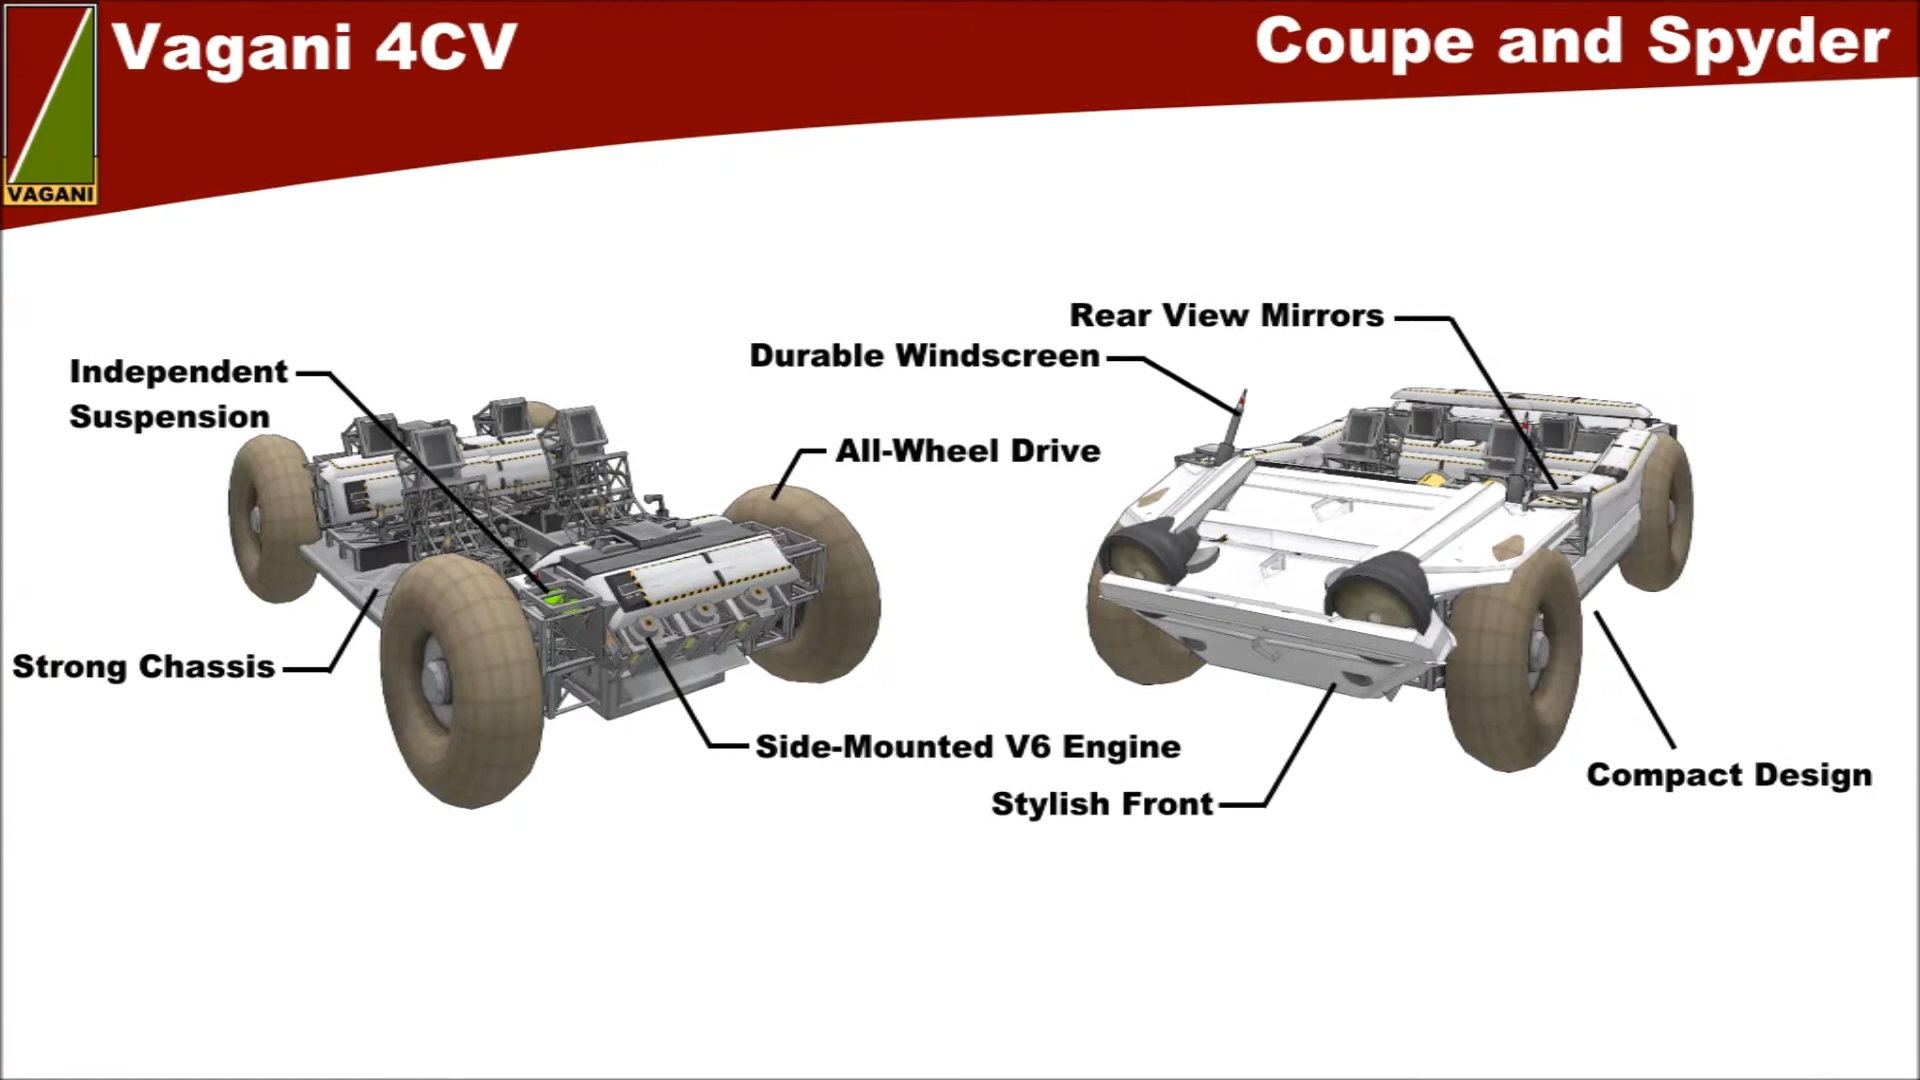 Vagani 4CV
Coupe and Spyder
VAGANI
Rear View Mirrors
Durable Windscreen
Independent
Suspension
All-Wheel Drive
Strong Chassis
Side-Mounted V6 Engine
Compact Design
Stylish Front